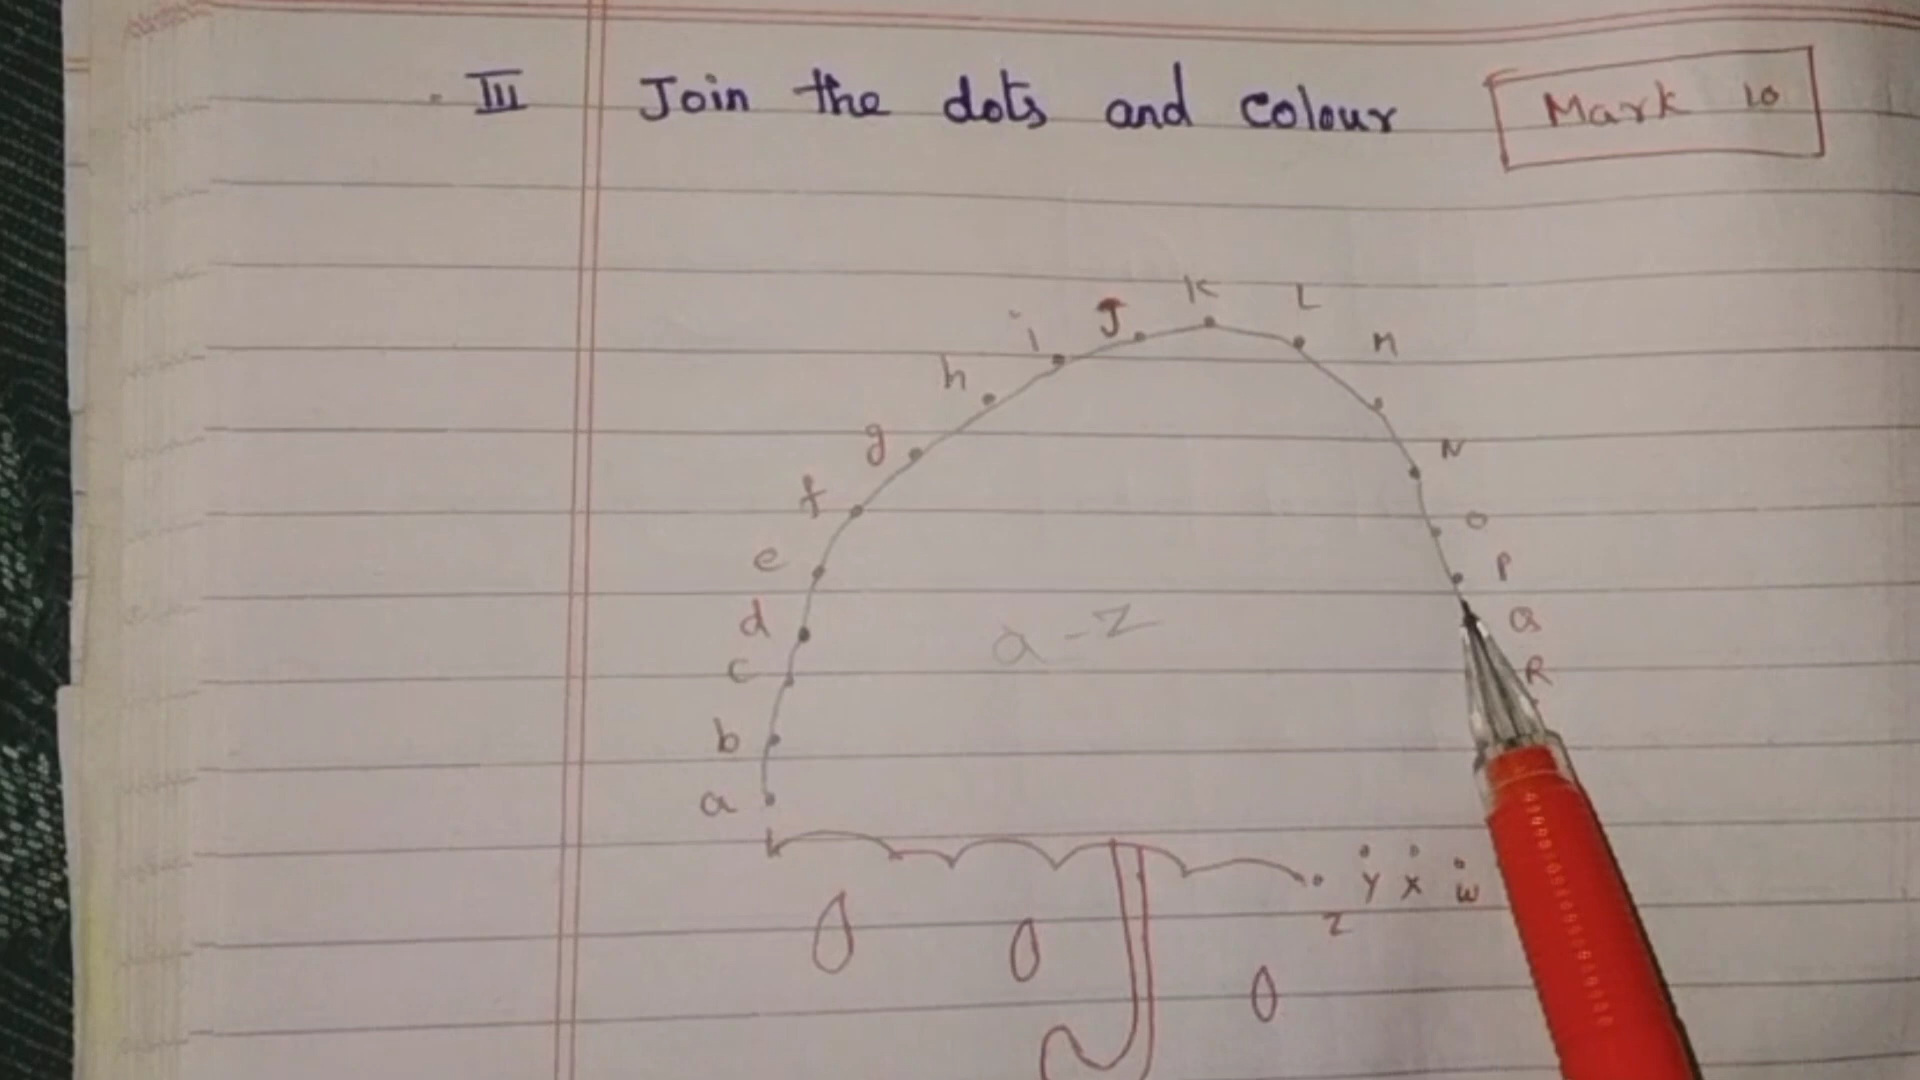 III Join the dots and colour Mark 10
K L
i J M
h
g N
f O
e P
d a-z Q
c R
b
a
Y X W
Z